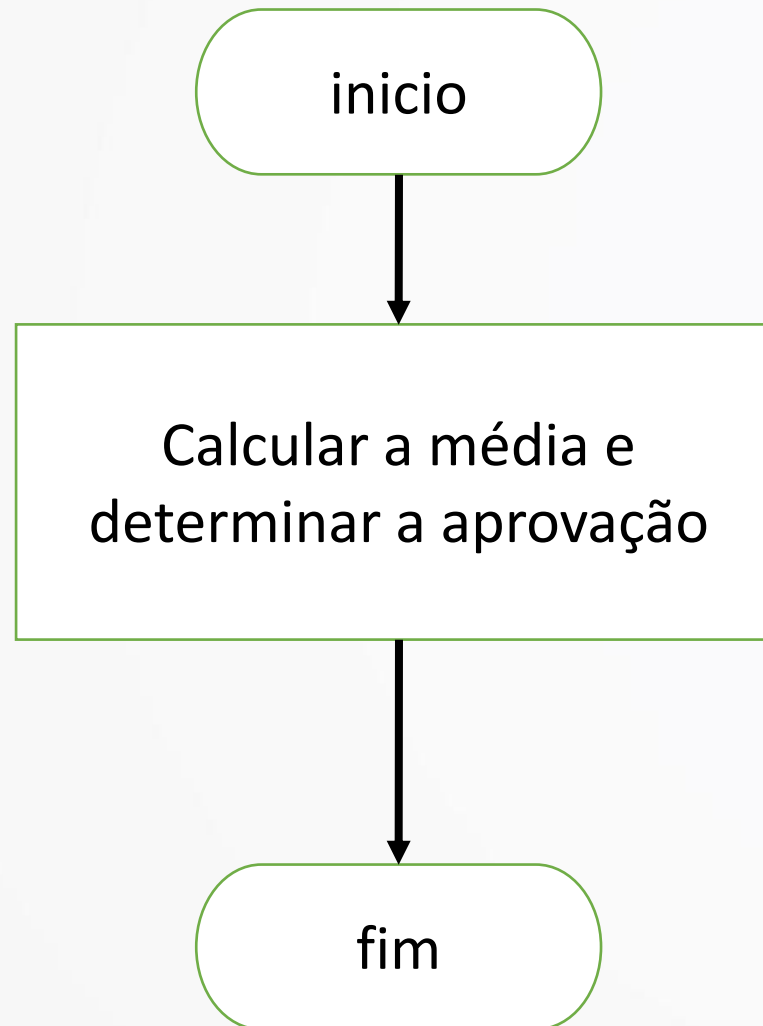 inicio
Calcular a média e
determinar a aprovação
fim